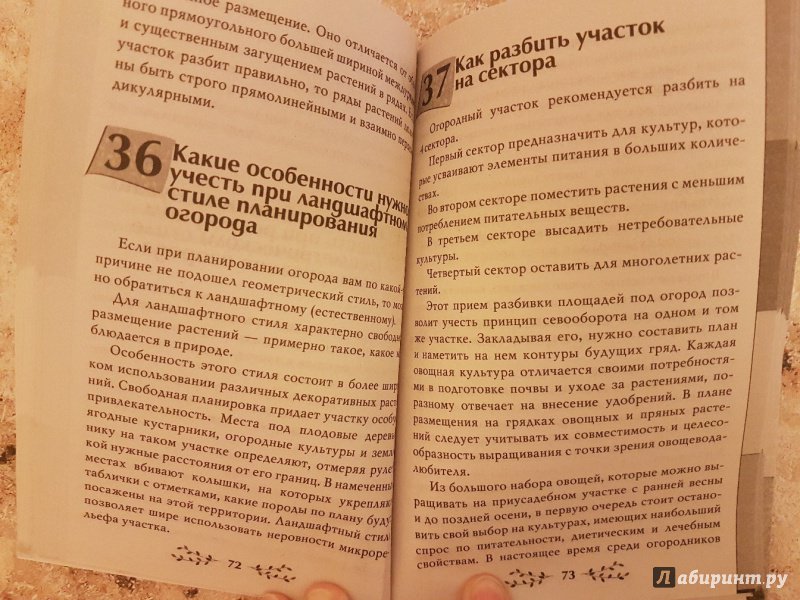 ное размещение. Оно отличается от
ного прямоугольного большей шириной
и существенным загущением растений в рядах.
участок разбит правильно, то ряды растений
ны быть строго прямолинейными и взаимно
дикулярными.
36
Какие особенности нужно
учесть при ландшафтном
стиле планирования
огорода
Если при планировании огорода вам по какой-
причине не подошел геометрический стиль, то
но обратиться к ландшафтному (естественному).
Для ландшафтного стиля характерно свободн
размещение растений — примерно такое, какое
блюдается в природе.
Особенность этого стиля состоит в более шир
ком использовании различных декоративных раст
ний. Свободная планировка придает участку особу
привлекательность. Места под плодовые дерев
ягодные кустарники, огородные культуры и земл
нику на таком участке определяют, отмеряя руле
кой нужные расстояния от его границ. В намеченны
местах вбивают колышки, на которых укрепляют
таблички с отметками, какие породы по плану буду
посажены на этой территории. Ландшафтный стил
позволяет шире использовать неровности микроре
льефа участка.
72
37
Как разбить участок
на сектора
Огородный участок рекомендуется разбить на
4 сектора.
Первый сектор предназначить для культур, кото-
рые усваивают элементы питания в больших количе-
ствах.
Во втором секторе поместить растения с меньшим
потреблением питательных веществ.
В третьем секторе высадить нетребовательные
культуры.
Четвертый сектор оставить для многолетних рас-
тений.
Этот прием разбивки площадей под огород поз-
волит учесть принцип севооборота на одном и том
же участке. Закладывая его, нужно составить план
и наметить на нем контуры будущих гряд. Каждая
овощная культура отличается своими потребностя-
ми в подготовке почвы и уходе за растениями, по-
разному отвечает на внесение удобрений. В плане
размещения на грядках овощных и пряных расте-
ний следует учитывать их совместимость и целесо-
образность выращивания с точки зрения овощевода-
любителя.
Из большого набора овощей, которые можно вы-
ращивать на приусадебном участке с ранней весны
и до поздней осени, в первую очередь стоит остано-
вить свой выбор на культурах, имеющих наибольший
спрос по питательности, диетическим и лечебным
свойствам. В настоящее время среди огородников
73
Лабиринт.ру